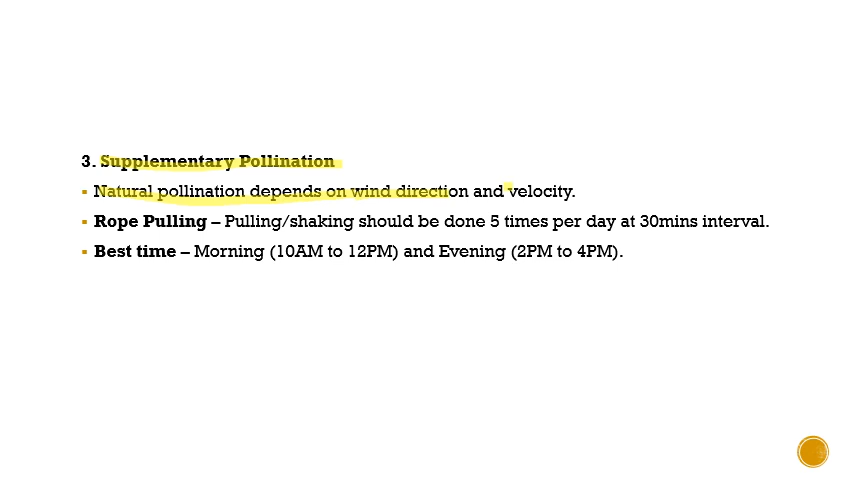 3. Supplementary Pollination
▪ Natural pollination depends on wind direction and velocity.
▪ Rope Pulling – Pulling/shaking should be done 5 times per day at 30mins interval.
▪ Best time – Morning (10AM to 12PM) and Evening (2PM to 4PM).